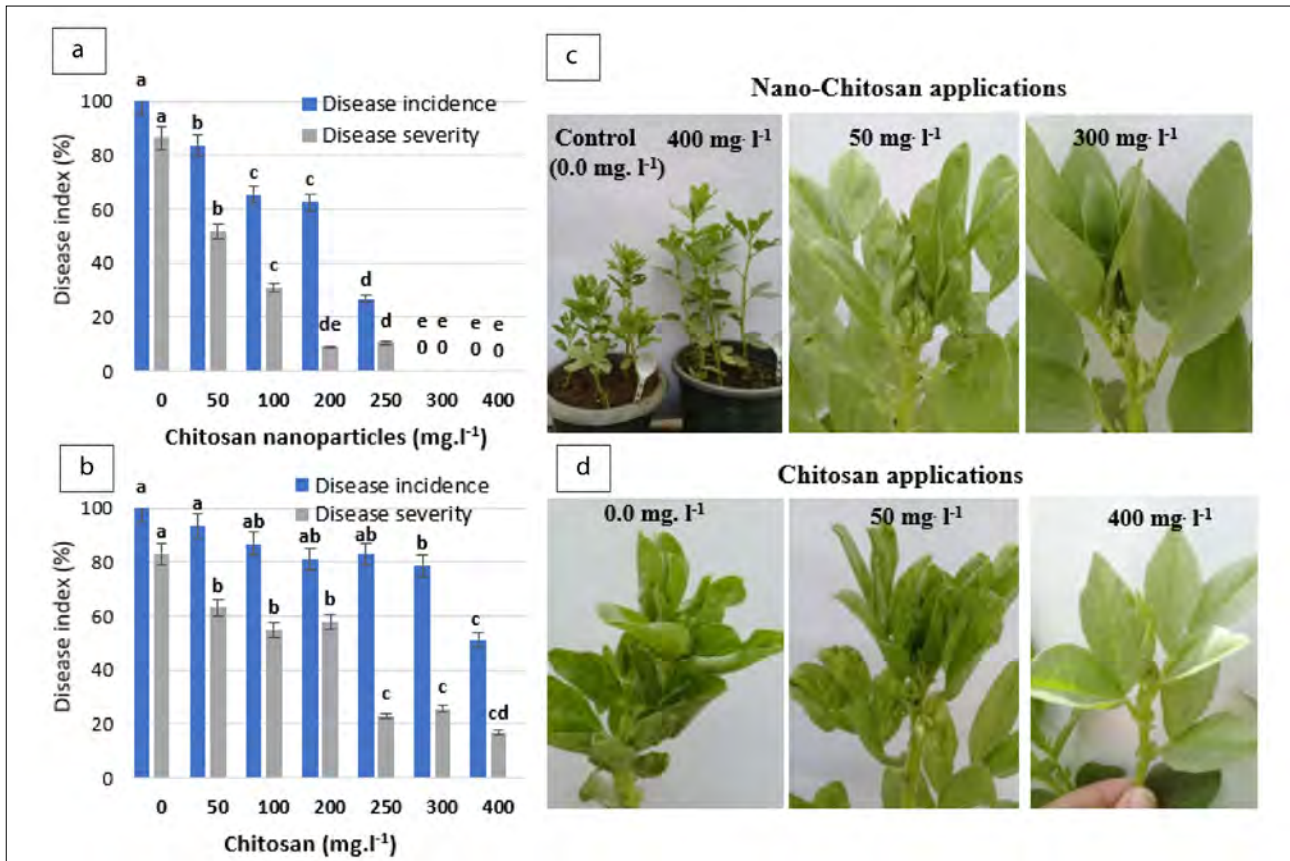 a
a
100
Disease incidence
a
b
Disease severity
80
c
c
60
b
40
c
d
20
de
d
e e e e
0 0 0 0
0
0 50 100 200 250 300 400
Disease index (%)
Chitosan nanoparticles (mg.l⁻¹)
b
a
a
Disease incidence
Disease severity
100
a
ab
ab
ab
b
80
b
b
b
60
c
40
c
c
20
cd
0
0 50 100 200 250 300 400
Disease index (%)
Chitosan (mg.l⁻¹)
c
Nano-Chitosan applications
Control
(0.0 mg. l⁻¹)
400 mg· l⁻¹
50 mg· l⁻¹
300 mg· l⁻¹
d
Chitosan applications
0.0 mg. l⁻¹
50 mg· l⁻¹
400 mg· l⁻¹